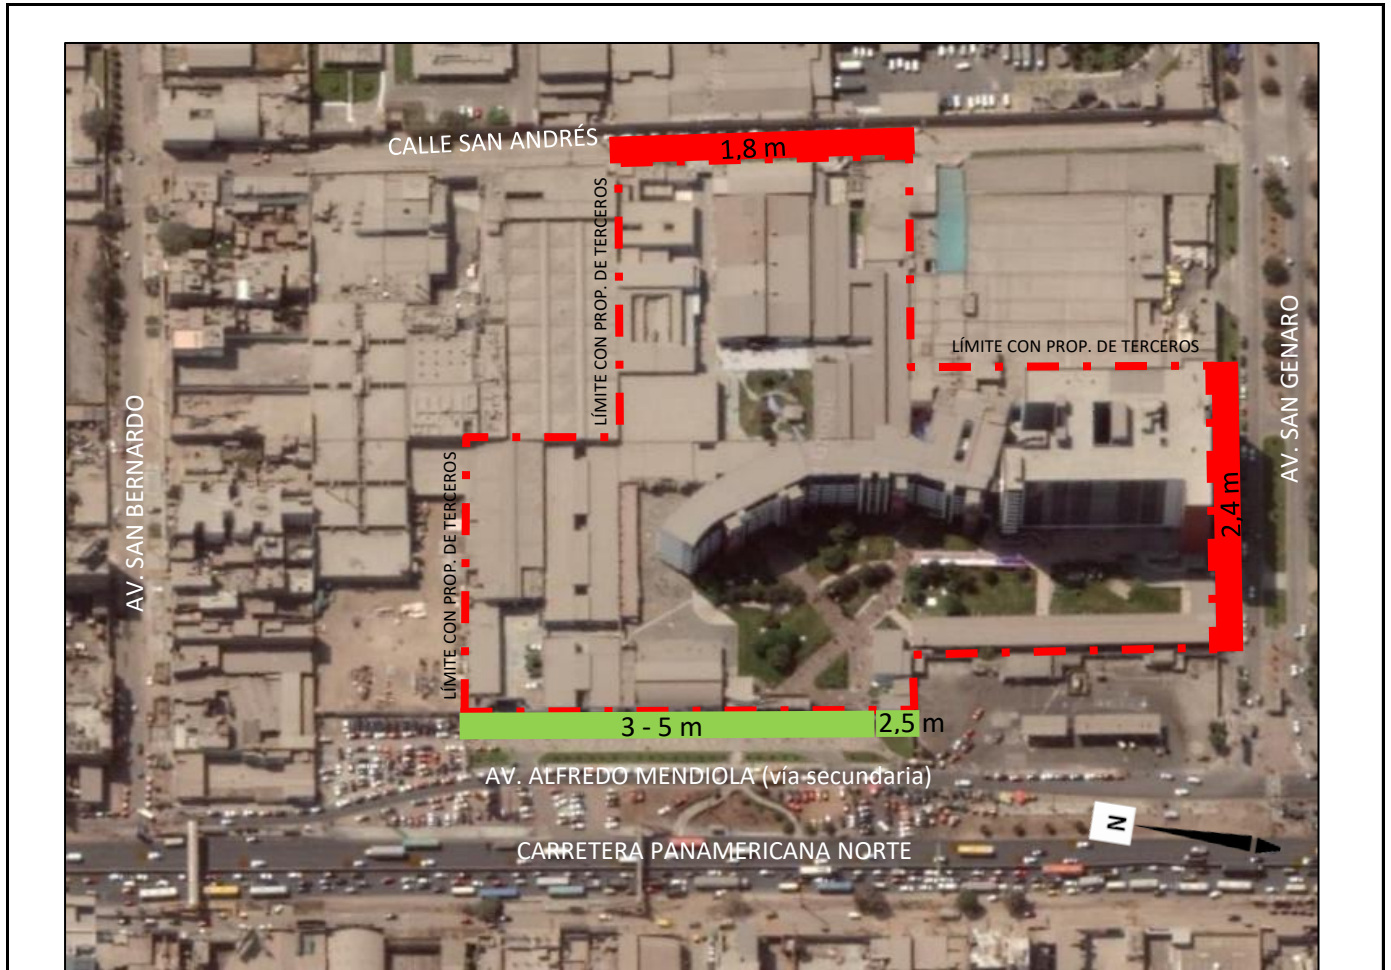 CALLE SAN ANDRÉS
1,8 m
LÍMITE CON PROP. DE TERCEROS
LÍMITE CON PROP. DE TERCEROS
AV. SAN GENARO
AV. SAN BERNARDO
LÍMITE CON PROP. DE TERCEROS
2,4 m
3 - 5 m
2,5 m
AV. ALFREDO MENDIOLA (vía secundaria)
N
CARRETERA PANAMERICANA NORTE